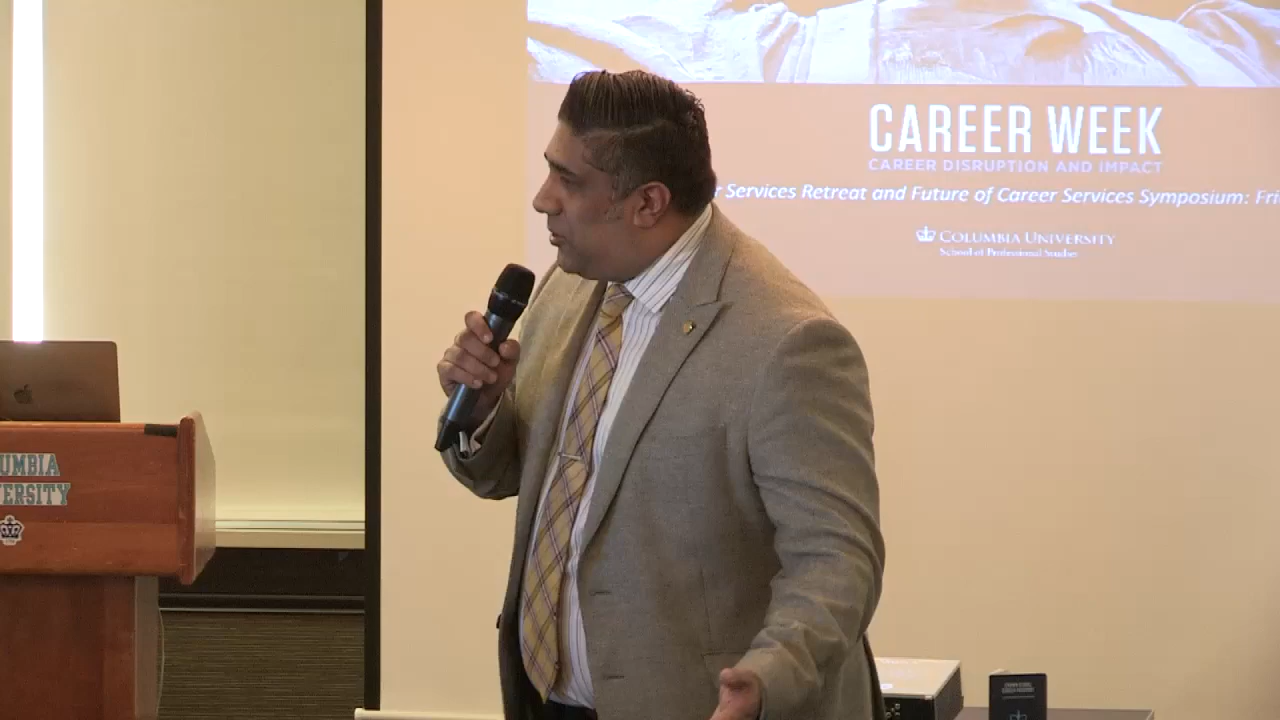 CAREER WEEK
CAREER DISRUPTION AND IMPACT
r Services Retreat and Future of Career Services Symposium: Fri
COLUMBIA UNIVERSITY
School of Professional Studies
UMBIA
ERSITY